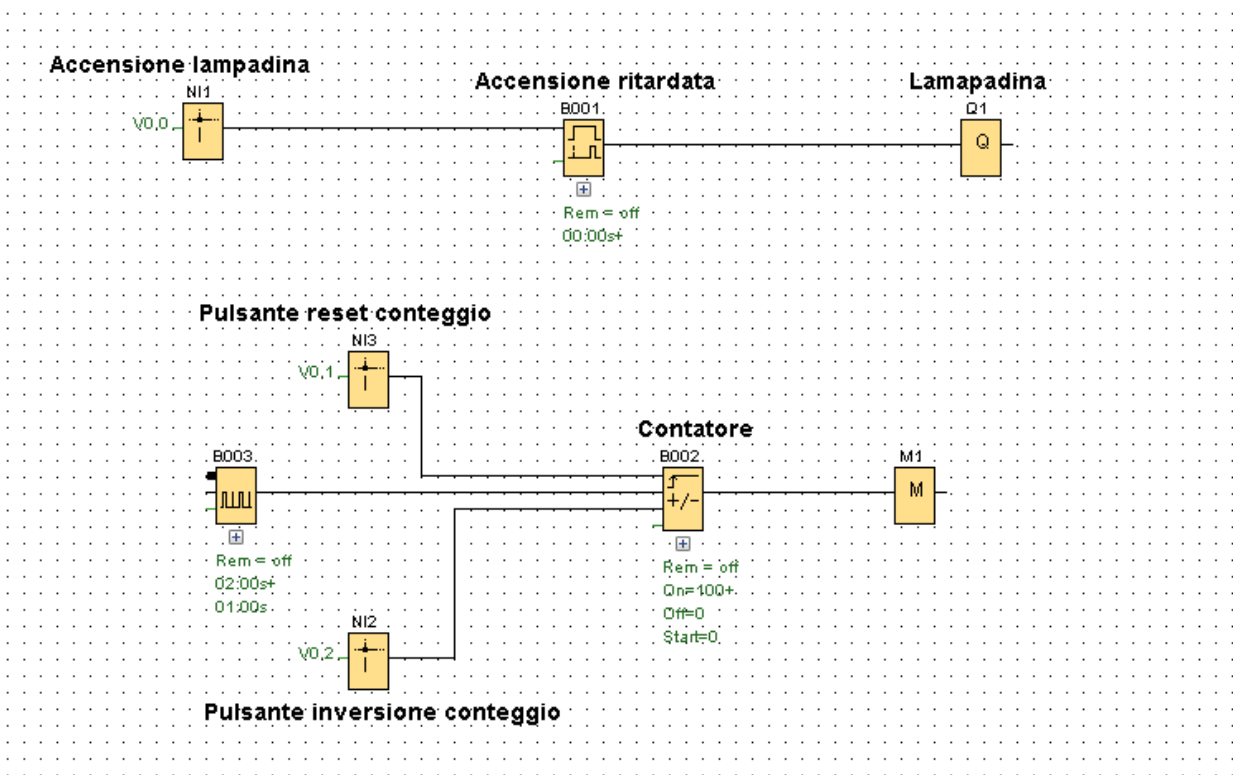 Accensione lampadina
NI1
V0.0
Accensione ritardata
B001
Rem = off
00:00s+
Lamapadina
Q1
Q
Pulsante reset conteggio
NI3
V0.1
B003
Rem = off
02:00s+
01:00s
Contatore
B002
+/-
Rem = off
On=100+
Off=0
Start=0
M1
M
NI2
V0.2
Pulsante inversione conteggio